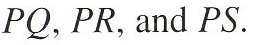 PQ, PR, and PS.